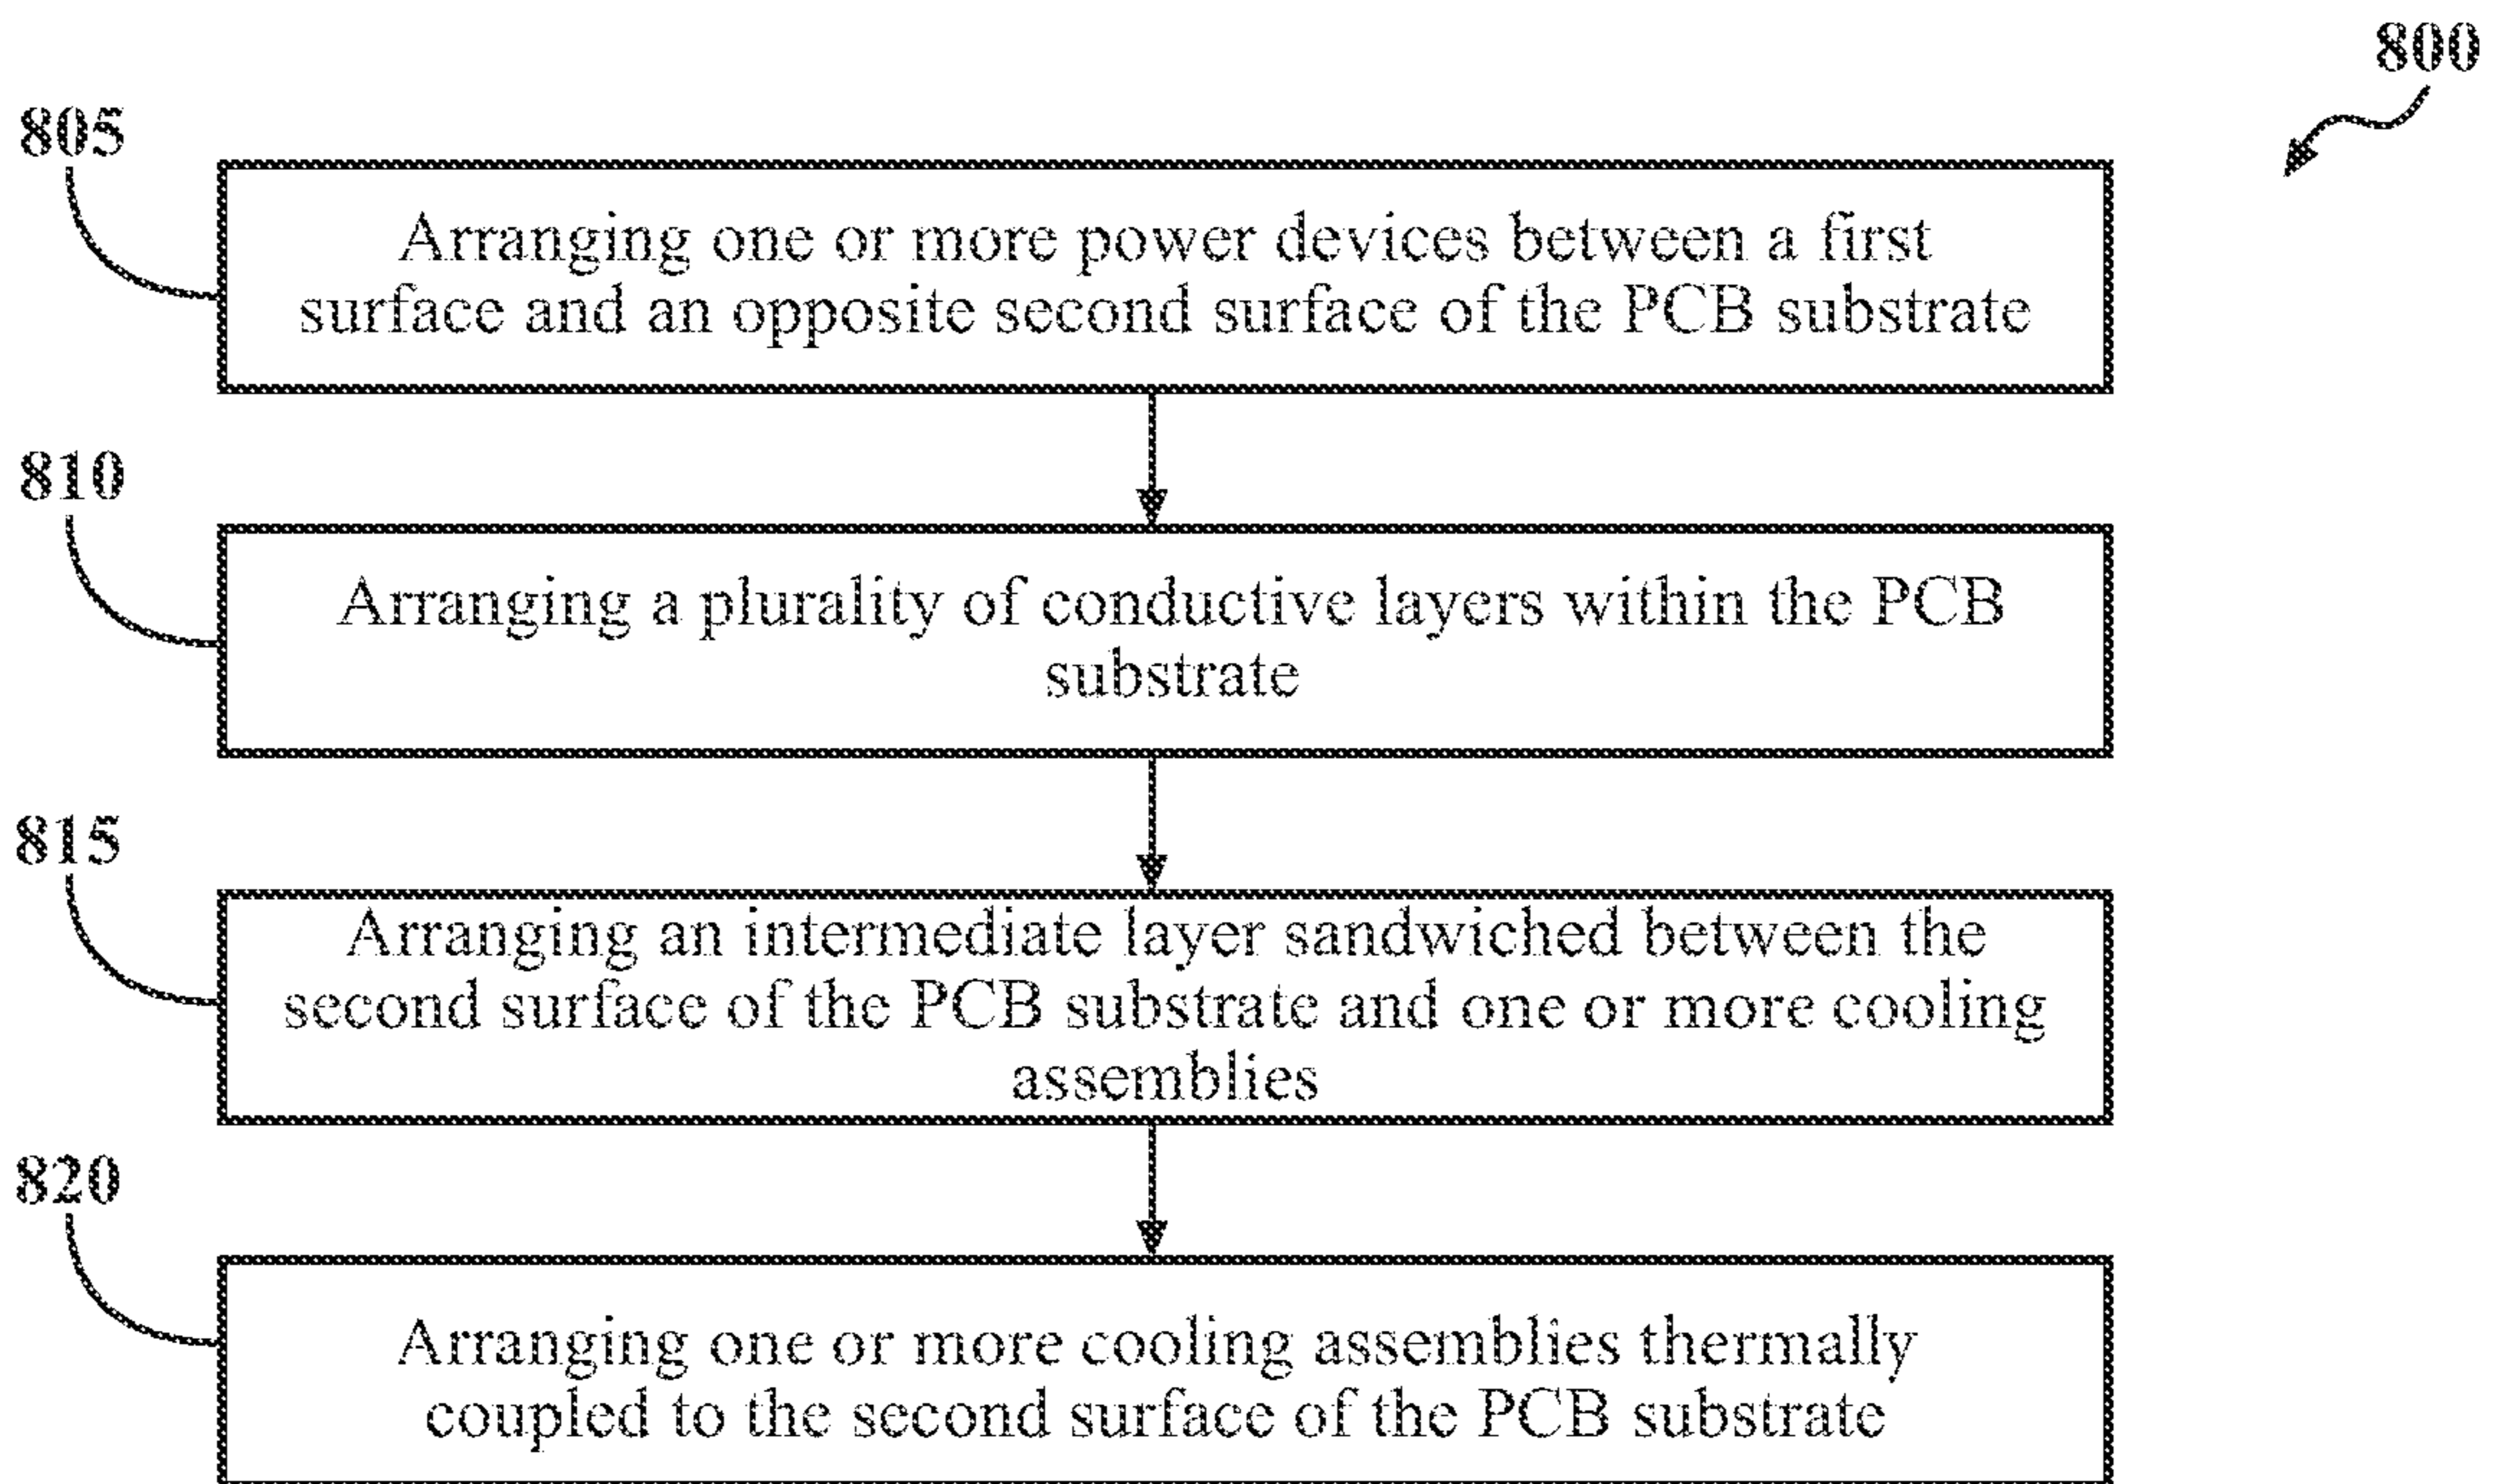 800
805
Arranging one or more power devices between a first
surface and an opposite second surface of the PCB substrate
810
Arranging a plurality of conductive layers within the PCB
substrate
815
Arranging an intermediate layer sandwiched between the
second surface of the PCB substrate and one or more cooling
assemblies
820
Arranging one or more cooling assemblies thermally
coupled to the second surface of the PCB substrate